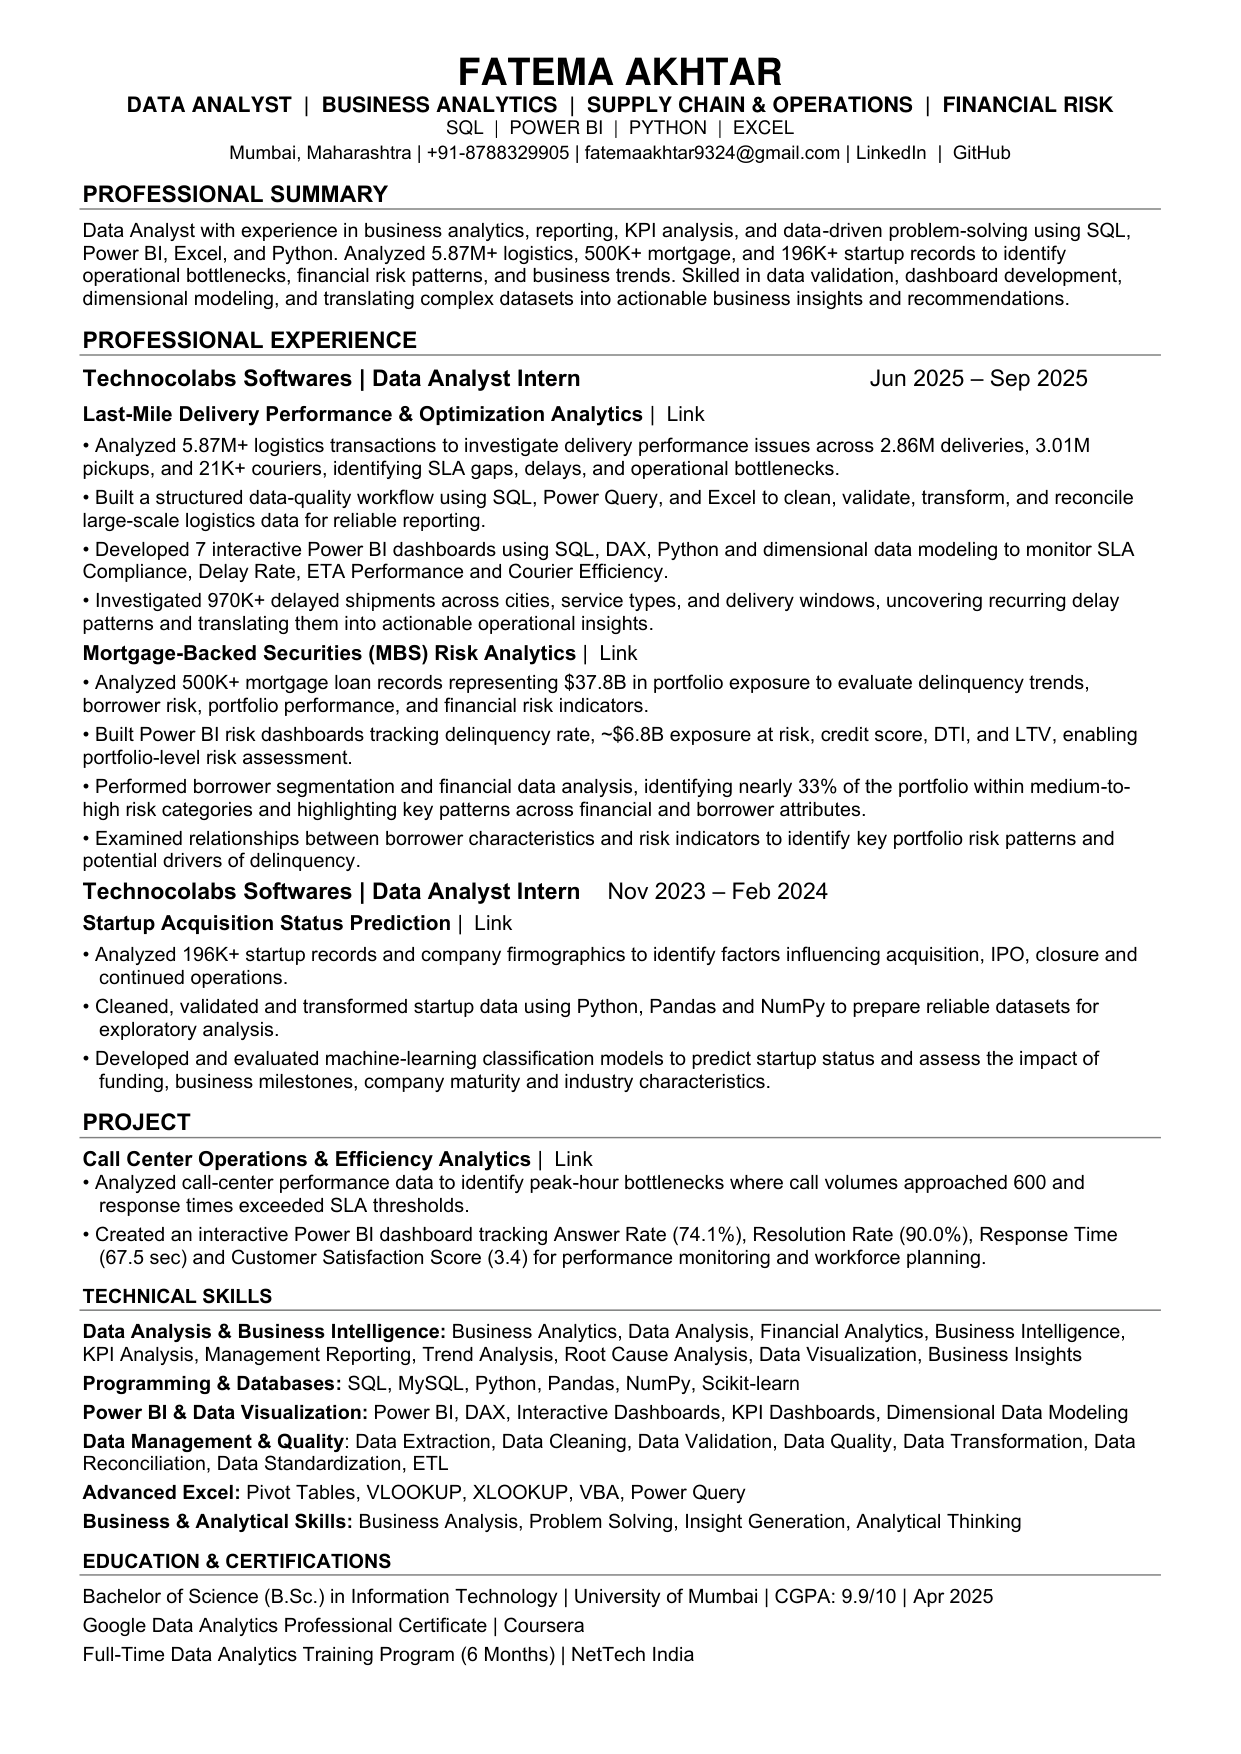 FATEMA AKHTAR
DATA ANALYST | BUSINESS ANALYTICS | SUPPLY CHAIN & OPERATIONS | FINANCIAL RISK
SQL | POWER BI | PYTHON | EXCEL
Mumbai, Maharashtra | +91-8788329905 | fatemaakhtar9324@gmail.com | LinkedIn | GitHub
PROFESSIONAL SUMMARY
Data Analyst with experience in business analytics, reporting, KPI analysis, and data-driven problem-solving using SQL,
Power BI, Excel, and Python. Analyzed 5.87M+ logistics, 500K+ mortgage, and 196K+ startup records to identify
operational bottlenecks, financial risk patterns, and business trends. Skilled in data validation, dashboard development,
dimensional modeling, and translating complex datasets into actionable business insights and recommendations.
PROFESSIONAL EXPERIENCE
Technocolabs Softwares | Data Analyst Intern Jun 2025 – Sep 2025
Last-Mile Delivery Performance & Optimization Analytics | Link
• Analyzed 5.87M+ logistics transactions to investigate delivery performance issues across 2.86M deliveries, 3.01M
pickups, and 21K+ couriers, identifying SLA gaps, delays, and operational bottlenecks.
• Built a structured data-quality workflow using SQL, Power Query, and Excel to clean, validate, transform, and reconcile
large-scale logistics data for reliable reporting.
• Developed 7 interactive Power BI dashboards using SQL, DAX, Python and dimensional data modeling to monitor SLA
Compliance, Delay Rate, ETA Performance and Courier Efficiency.
• Investigated 970K+ delayed shipments across cities, service types, and delivery windows, uncovering recurring delay
patterns and translating them into actionable operational insights.
Mortgage-Backed Securities (MBS) Risk Analytics | Link
• Analyzed 500K+ mortgage loan records representing $37.8B in portfolio exposure to evaluate delinquency trends,
borrower risk, portfolio performance, and financial risk indicators.
• Built Power BI risk dashboards tracking delinquency rate, ~$6.8B exposure at risk, credit score, DTI, and LTV, enabling
portfolio-level risk assessment.
• Performed borrower segmentation and financial data analysis, identifying nearly 33% of the portfolio within medium-to-
high risk categories and highlighting key patterns across financial and borrower attributes.
• Examined relationships between borrower characteristics and risk indicators to identify key portfolio risk patterns and
potential drivers of delinquency.
Technocolabs Softwares | Data Analyst Intern Nov 2023 – Feb 2024
Startup Acquisition Status Prediction | Link
• Analyzed 196K+ startup records and company firmographics to identify factors influencing acquisition, IPO, closure and
continued operations.
• Cleaned, validated and transformed startup data using Python, Pandas and NumPy to prepare reliable datasets for
exploratory analysis.
• Developed and evaluated machine-learning classification models to predict startup status and assess the impact of
funding, business milestones, company maturity and industry characteristics.
PROJECT
Call Center Operations & Efficiency Analytics | Link
• Analyzed call-center performance data to identify peak-hour bottlenecks where call volumes approached 600 and
response times exceeded SLA thresholds.
• Created an interactive Power BI dashboard tracking Answer Rate (74.1%), Resolution Rate (90.0%), Response Time
(67.5 sec) and Customer Satisfaction Score (3.4) for performance monitoring and workforce planning.
TECHNICAL SKILLS
Data Analysis & Business Intelligence: Business Analytics, Data Analysis, Financial Analytics, Business Intelligence,
KPI Analysis, Management Reporting, Trend Analysis, Root Cause Analysis, Data Visualization, Business Insights
Programming & Databases: SQL, MySQL, Python, Pandas, NumPy, Scikit-learn
Power BI & Data Visualization: Power BI, DAX, Interactive Dashboards, KPI Dashboards, Dimensional Data Modeling
Data Management & Quality: Data Extraction, Data Cleaning, Data Validation, Data Quality, Data Transformation, Data
Reconciliation, Data Standardization, ETL
Advanced Excel: Pivot Tables, VLOOKUP, XLOOKUP, VBA, Power Query
Business & Analytical Skills: Business Analysis, Problem Solving, Insight Generation, Analytical Thinking
EDUCATION & CERTIFICATIONS
Bachelor of Science (B.Sc.) in Information Technology | University of Mumbai | CGPA: 9.9/10 | Apr 2025
Google Data Analytics Professional Certificate | Coursera
Full-Time Data Analytics Training Program (6 Months) | NetTech India